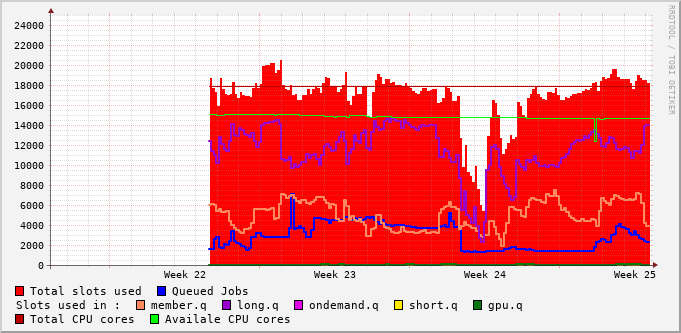 24000
22000
20000
18000
16000
14000
12000
10000
8000
6000
4000
2000
0
Week 22 Week 23 Week 24 Week 25
RRDTOOL / TOBI OETIKER
Total slots used Queued Jobs
Slots used in : member.q long.q ondemand.q short.q gpu.q
Total CPU cores Availale CPU cores